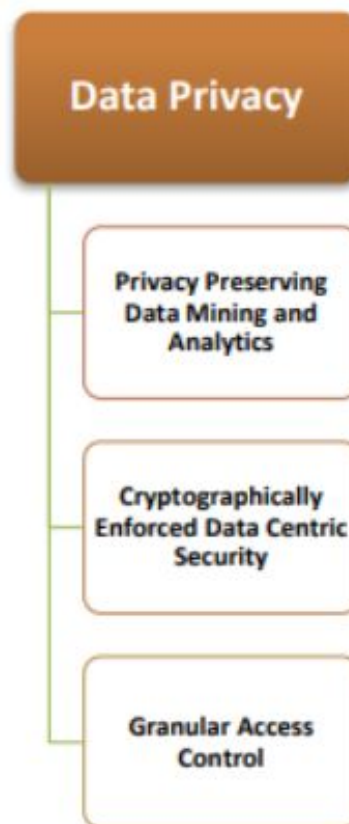 Data Privacy
Privacy Preserving
Data Mining and
Analytics
Cryptographically
Enforced Data Centric
Security
Granular Access
Control